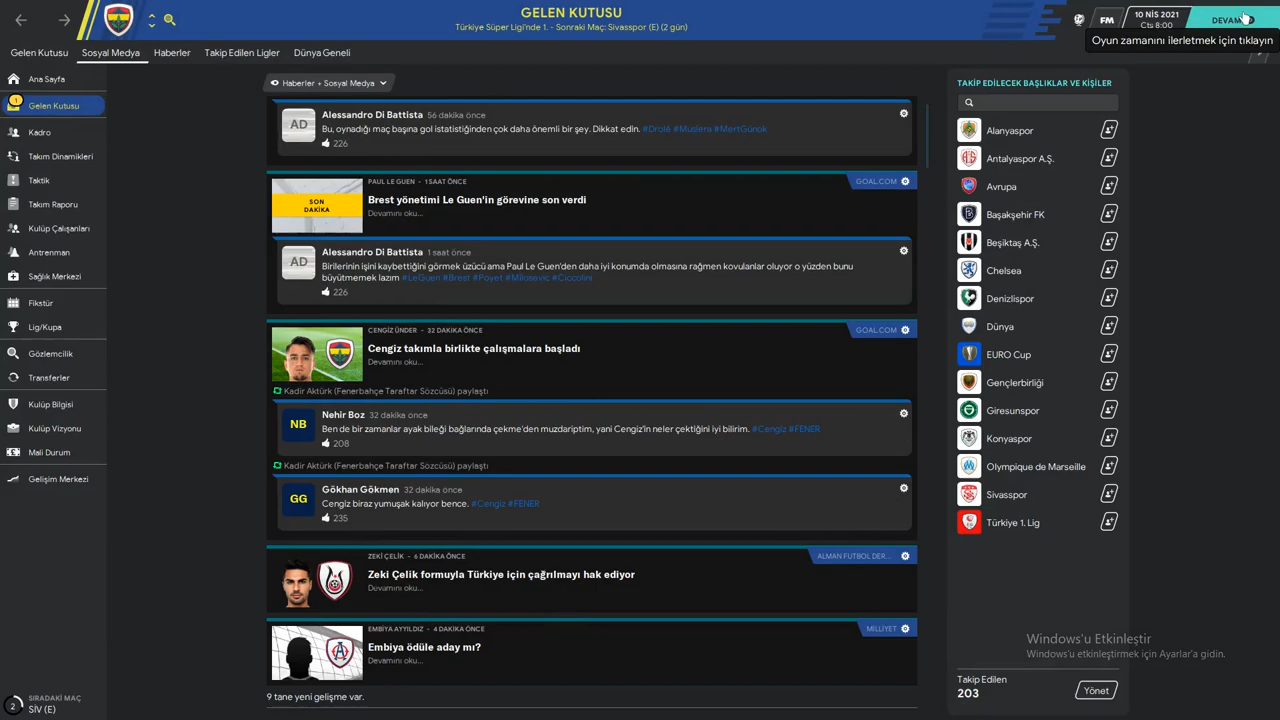 GELEN KUTUSU
Türkiye Süper Ligi'nde 1. - Sonraki Maç: Sivasspor (E) (2 gün)
FM
10 NİS 2021
Cts 8:00
Oyun zamanını ilerletmek için tıklayın
Gelen Kutusu
Sosyal Medya
Haberler
Takip Edilen Ligler
Dünya Geneli
Ana Sayfa
1
Gelen Kutusu
Kadro
Takım Dinamikleri
Taktik
Takım Raporu
Kulüp Çalışanları
Antrenman
Sağlık Merkezi
Fikstür
Lig/Kupa
Gözlemcilik
Transferler
Kulüp Bilgisi
Kulüp Vizyonu
Mali Durum
Gelişim Merkezi
2
SIRADAKİ MAÇ
SİV (E)
Haberler + Sosyal Medya
AD
Alessandro Di Battista 56 dakika önce
Bu, oynadığı maç başına gol istatistiğinden çok daha önemli bir şey. Dikkat edin. #Drolé #Muslera #MertGünok
226
PAUL LE GUEN - 1 SAAT ÖNCE
GOAL.COM
SON
DAKİKA
Brest yönetimi Le Guen'in görevine son verdi
Devamını oku...
AD
Alessandro Di Battista 1 saat önce
Birilerinin işini kaybettiğini görmek üzücü ama Paul Le Guen'den daha iyi konumda olmasına rağmen kovulanlar oluyor o yüzden bunu
büyütmemek lazım #LeGuen #Brest #Poyet #Milosevic #Ciccolini
226
CENGİZ ÜNDER - 32 DAKİKA ÖNCE
GOAL.COM
Cengiz takımla birlikte çalışmalara başladı
Devamını oku...
Kadir Aktürk (Fenerbahçe Taraftar Sözcüsü) paylaştı
NB
Nehir Boz 32 dakika önce
Ben de bir zamanlar ayak bileği bağlarında çekme'den muzdariptim, yani Cengiz'in neler çektiğini iyi bilirim. #Cengiz #FENER
208
Kadir Aktürk (Fenerbahçe Taraftar Sözcüsü) paylaştı
GG
Gökhan Gökmen 32 dakika önce
Cengiz biraz yumuşak kalıyor bence. #Cengiz #FENER
235
ZEKİ ÇELİK - 6 DAKİKA ÖNCE
ALMAN FUTBOL DER...
Zeki Çelik formuyla Türkiye için çağrılmayı hak ediyor
Devamını oku...
EMBİYA AYYILDIZ - 4 DAKİKA ÖNCE
MİLLİYET
Embiya ödüle aday mı?
Devamını oku...
9 tane yeni gelişme var.
TAKİP EDİLECEK BAŞLIKLAR VE KİŞİLER
Alanyaspor
Antalyaspor A.Ş.
Avrupa
Başakşehir FK
Beşiktaş A.Ş.
Chelsea
Denizlispor
Dünya
EURO Cup
Gençlerbirliği
Giresunspor
Konyaspor
Olympique de Marseille
Sivasspor
Türkiye 1. Lig
Windows'u Etkinleştir
Windows'u etkinleştirmek için Ayarlar'a gidin.
Takip Edilen
203
Yönet